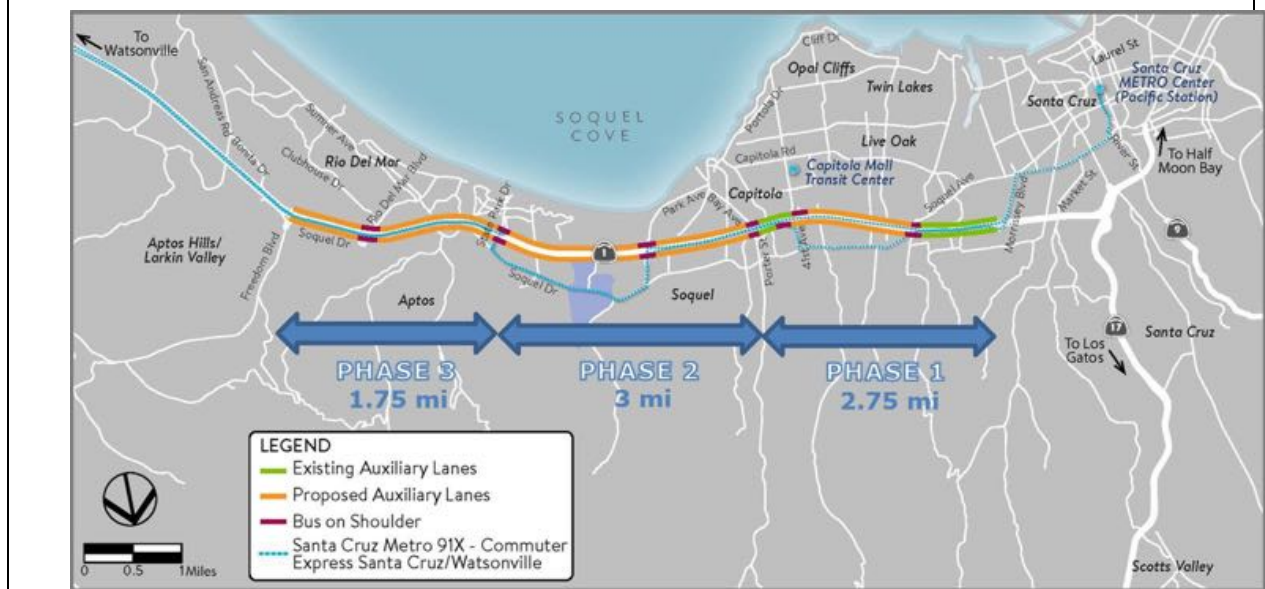 To
Watsonville
San Andreas Rd
Bonita Dr
Sumner Ave
Clubhouse Dr
Rio Del Mar
Rio Del Mar Blvd
State Park Dr
SOQUEL
COVE
Cliff Dr
Opal Cliffs
Portola Dr
Twin Lakes
Laurel St
Santa Cruz
METRO Center
(Pacific Station)
Santa Cruz
Live Oak
Capitola Rd
Capitola Mall
Transit Center
Capitola
Park Ave
Bay Ave
Soquel Ave
Morrissey Blvd
Market St
River St
To Half
Moon Bay
9
Aptos Hills/
Larkin Valley
Freedom Blvd
Soquel Dr
Aptos
Soquel Dr
1
Soquel
Porter St
41st Ave
17
Santa Cruz
To Los
Gatos
PHASE 3
1.75 mi
PHASE 2
3 mi
PHASE 1
2.75 mi
LEGEND
Existing Auxiliary Lanes
Proposed Auxiliary Lanes
Bus on Shoulder
Santa Cruz Metro 91X - Commuter
Express Santa Cruz/Watsonville
0 0.5 1 Miles
Scotts Valley